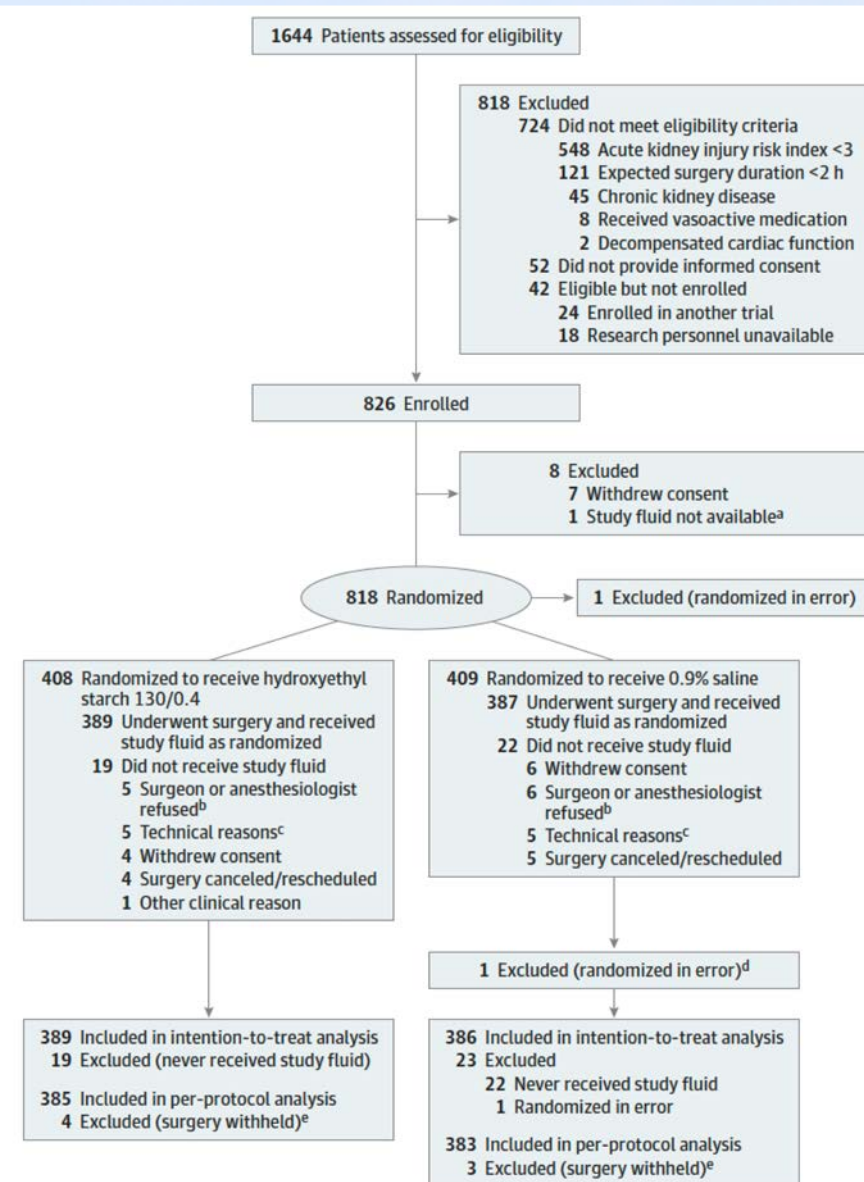 1644 Patients assessed for eligibility
818 Excluded
724 Did not meet eligibility criteria
548 Acute kidney injury risk index <3
121 Expected surgery duration <2 h
45 Chronic kidney disease
8 Received vasoactive medication
2 Decompensated cardiac function
52 Did not provide informed consent
42 Eligible but not enrolled
24 Enrolled in another trial
18 Research personnel unavailable
826 Enrolled
8 Excluded
7 Withdrew consent
1 Study fluid not availableᵃ
818 Randomized
1 Excluded (randomized in error)
408 Randomized to receive hydroxyethyl
starch 130/0.4
389 Underwent surgery and received
study fluid as randomized
19 Did not receive study fluid
5 Surgeon or anesthesiologist
refusedᵇ
5 Technical reasonsᶜ
4 Withdrew consent
4 Surgery canceled/rescheduled
1 Other clinical reason
409 Randomized to receive 0.9% saline
387 Underwent surgery and received
study fluid as randomized
22 Did not receive study fluid
6 Withdrew consent
6 Surgeon or anesthesiologist
refusedᵇ
5 Technical reasonsᶜ
5 Surgery canceled/rescheduled
1 Excluded (randomized in error)ᵈ
389 Included in intention-to-treat analysis
19 Excluded (never received study fluid)
385 Included in per-protocol analysis
4 Excluded (surgery withheld)ᵉ
386 Included in intention-to-treat analysis
23 Excluded
22 Never received study fluid
1 Randomized in error
383 Included in per-protocol analysis
3 Excluded (surgery withheld)ᵉ